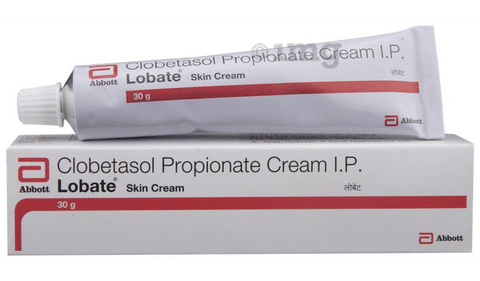 Clobetasol Propionate Cream I.P.
Abbott
Lobate® Skin Cream
30 g
लोबेट
Abbott
Clobetasol Propionate Cream I.P.
Abbott
Lobate® Skin Cream
30 g
लोबेट
Abbott